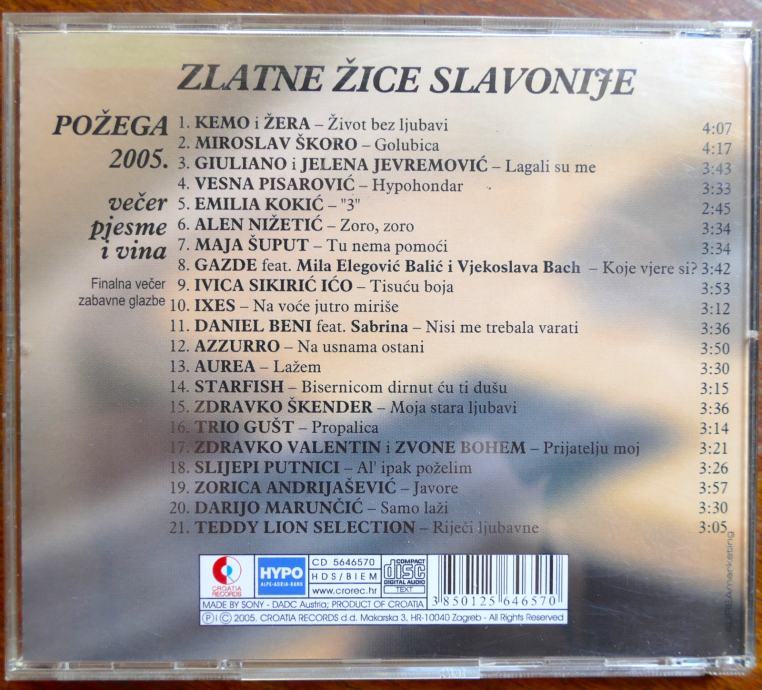 ZLATNE ŽICE SLAVONIJE
POŽEGA
2005.
večer
pjesme
i vina
Finalna večer
zabavne glazbe
1. KEMO i ŽERA – Život bez ljubavi 4:07
2. MIROSLAV ŠKORO – Golubica 4:17
3. GIULIANO i JELENA JEVREMOVIĆ – Lagali su me 3:43
4. VESNA PISAROVIĆ – Hypohondar 3:33
5. EMILIA KOKIĆ – "3" 2:45
6. ALEN NIŽETIĆ – Zoro, zoro 3:34
7. MAJA ŠUPUT – Tu nema pomoći 3:34
8. GAZDE feat. Mila Elegović Balić i Vjekoslava Bach – Koje vjere si? 3:42
9. IVICA SIKIRIĆ IĆO – Tisuću boja 3:53
10. IXES – Na voće jutro miriše 3:12
11. DANIEL BENI feat. Sabrina – Nisi me trebala varati 3:36
12. AZZURRO – Na usnama ostani 3:50
13. AUREA – Lažem 3:30
14. STARFISH – Bisernicom dirnut ću ti dušu 3:15
15. ZDRAVKO ŠKENDER – Moja stara ljubavi 3:36
16. TRIO GUŠT – Propalica 3:14
17. ZDRAVKO VALENTIN i ZVONE BOHEM – Prijatelju moj 3:21
18. SLIJEPI PUTNICI – Al' ipak poželim 3:26
19. ZORICA ANDRIJAŠEVIĆ – Javore 3:57
20. DARIJO MARUNČIĆ – Samo laži 3:30
21. TEDDY LION SELECTION – Riječi ljubavne 3:05
CROATIA
RECORDS
HYPO
ALPE-ADRIA-BANK
CD 5646570
HDS/BIEM
www.crorec.hr
COMPACT
disc
DIGITAL AUDIO
TEXT
3 850125 646570
MADE BY SONY - DADC Austria; PRODUCT OF CROATIA
Ⓟ i © 2005. CROATIA RECORDS d.d. Makarska 3, HR-10040 Zagreb - All Rights Reserved